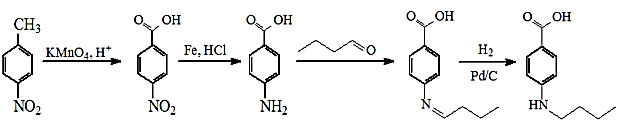 CH₃
KMnO₄, H⁺
NO₂
O OH
NO₂
Fe, HCl
O OH
NH₂
O
O OH
N
H₂
Pd/C
O OH
HN